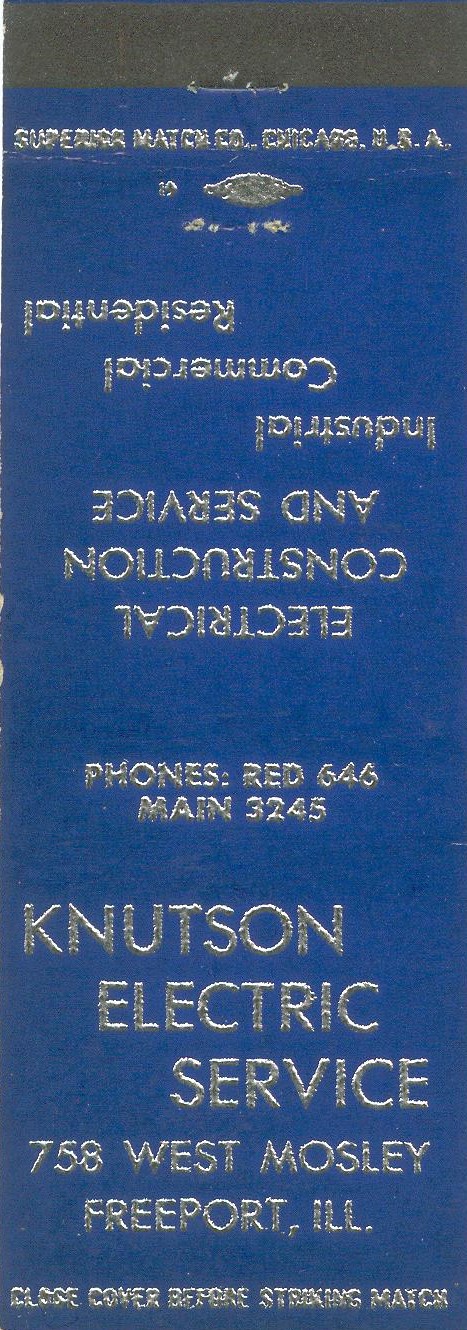 SUPERIOR MATCH CO., CHICAGO, U.S.A.
ELECTRICAL
CONSTRUCTION
AND SERVICE
Industrial
Commercial
Residential
PHONES: RED 646
MAIN 3245
KNUTSON
ELECTRIC
SERVICE
758 WEST MOSLEY
FREEPORT, ILL.
CLOSE COVER BEFORE STRIKING MATCH